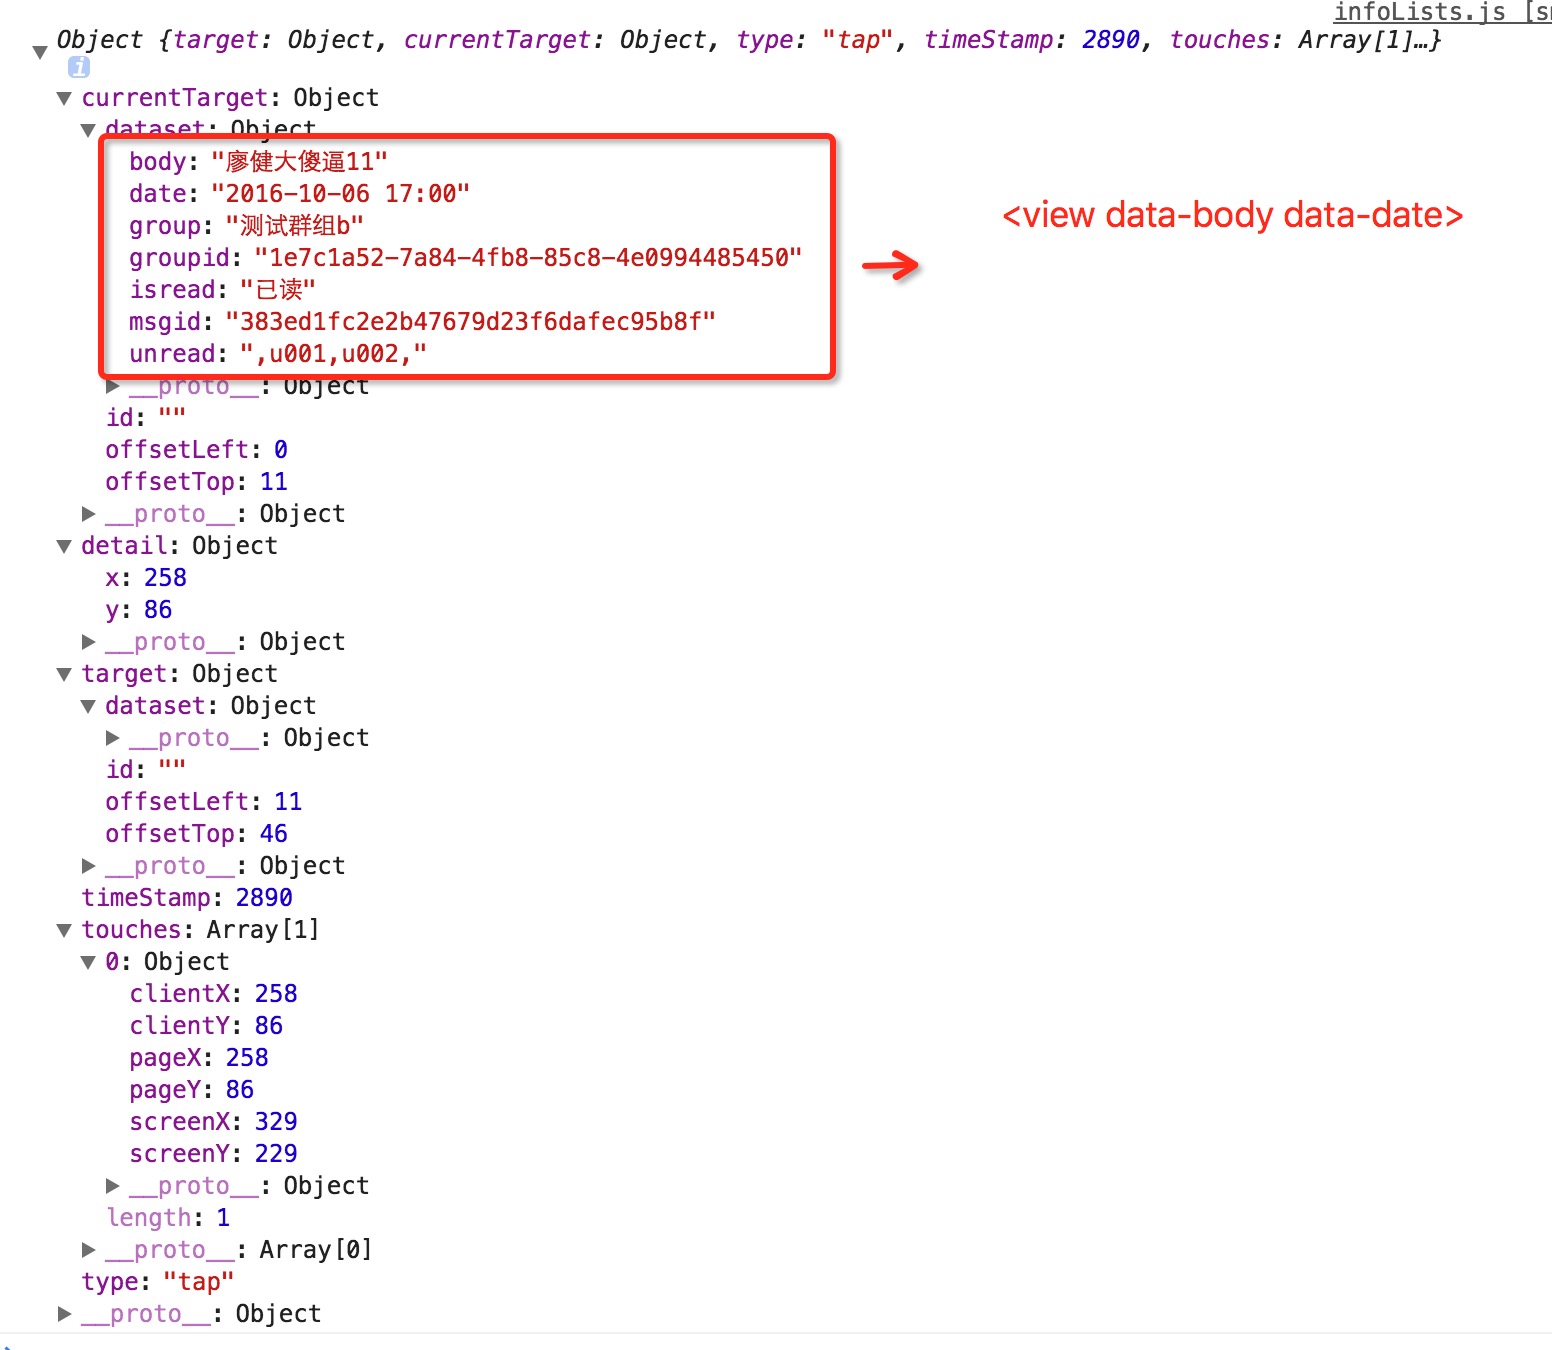 infoLists.js [sm
Object {target: Object, currentTarget: Object, type: "tap", timeStamp: 2890, touches: Array[1]…}
i
currentTarget: Object
dataset: Object
body: "廖健大傻逼11"
date: "2016-10-06 17:00"
group: "测试群组b"
groupid: "1e7c1a52-7a84-4fb8-85c8-4e0994485450"
isread: "已读"
msgid: "383ed1fc2e2b47679d23f6dafec95b8f"
unread: ",u001,u002,"
<view data-body data-date>
__proto__: Object
id: ""
offsetLeft: 0
offsetTop: 11
__proto__: Object
detail: Object
x: 258
y: 86
__proto__: Object
target: Object
dataset: Object
__proto__: Object
id: ""
offsetLeft: 11
offsetTop: 46
__proto__: Object
timeStamp: 2890
touches: Array[1]
0: Object
clientX: 258
clientY: 86
pageX: 258
pageY: 86
screenX: 329
screenY: 229
__proto__: Object
length: 1
__proto__: Array[0]
type: "tap"
__proto__: Object